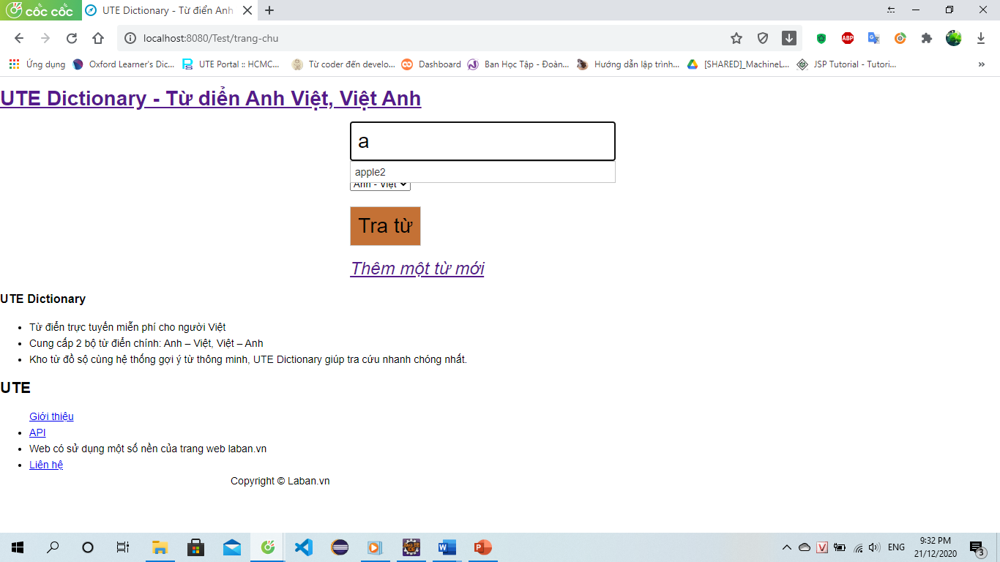 cốc cốc
UTE Dictionary - Từ điển Anh
localhost:8080/Test/trang-chu
Ứng dụng
Oxford Learner's Dic...
UTE Portal :: HCMC...
Từ coder đến develo...
Dashboard
Ban Học Tập - Đoàn...
Hướng dẫn lập trình...
[SHARED]_MachineL...
JSP Tutorial - Tutori...
UTE Dictionary - Từ diển Anh Việt, Việt Anh
a
apple2
Anh - Việt
Tra từ
Thêm một từ mới
UTE Dictionary
Từ điển trực tuyến miễn phí cho người Việt
Cung cấp 2 bộ từ điển chính: Anh – Việt, Việt – Anh
Kho từ đồ sộ cùng hệ thống gợi ý từ thông minh, UTE Dictionary giúp tra cứu nhanh chóng nhất.
UTE
Giới thiệu
API
Web có sử dụng một số nền của trang web laban.vn
Liên hệ
Copyright © Laban.vn
ENG
9:32 PM
21/12/2020
3